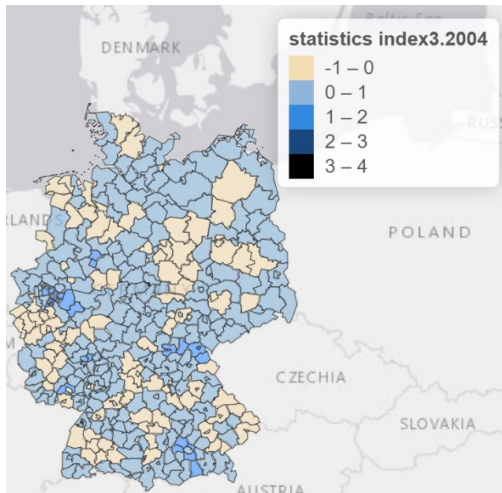 Baltic Sea
statistics index3.2004
DENMARK
-1 – 0
0 – 1
1 – 2
2 – 3
3 – 4
POLAND
CZECHIA
SLOVAKIA
AUSTRIA